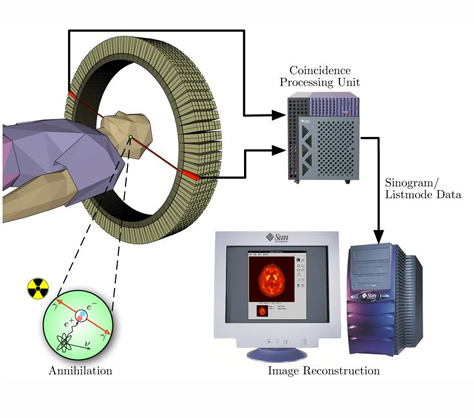 Coincidence
Processing Unit
Sinogram/
Listmode Data
Sun
Sun
e⁻
e⁺
γ
γ
ν
Annihilation
Image Reconstruction